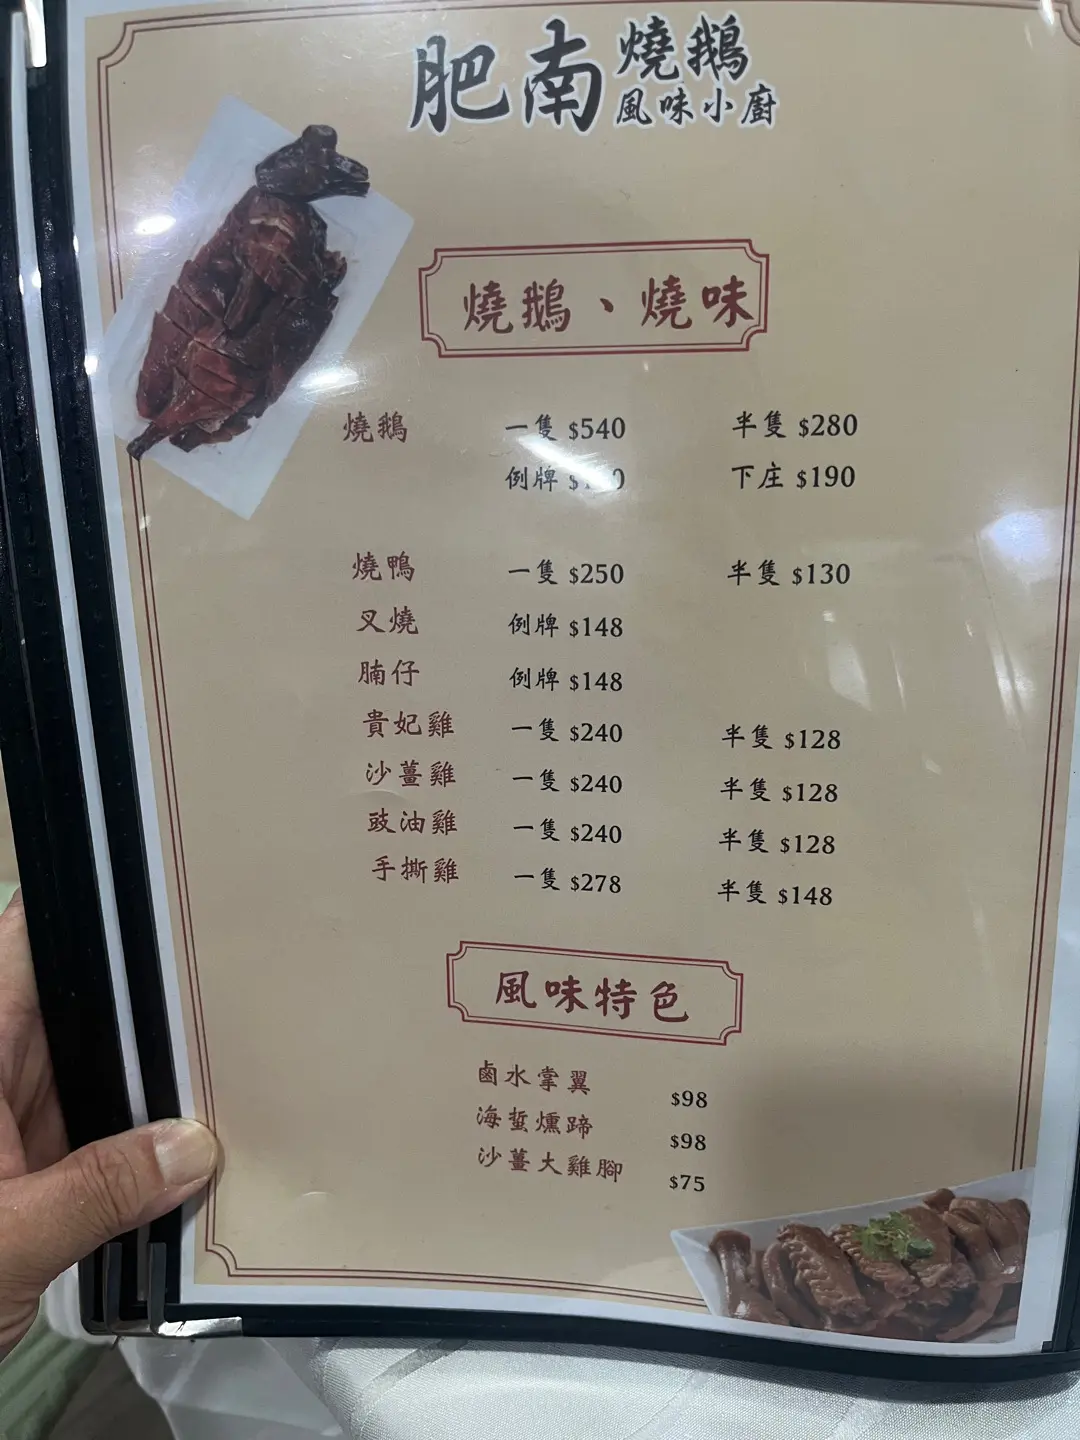 肥南燒鵝
風味小廚
燒鵝、燒味
燒鵝 一隻 $540 半隻 $280
例牌 下庄 $190
燒鴨 一隻 $250 半隻 $130
叉燒 例牌 $148
腩仔 例牌 $148
貴妃雞 一隻 $240 半隻 $128
沙薑雞 一隻 $240 半隻 $128
豉油雞 一隻 $240 半隻 $128
手撕雞 一隻 $278 半隻 $148
風味特色
鹵水掌翼 $98
海蜇燻蹄 $98
沙薑大雞腳 $75